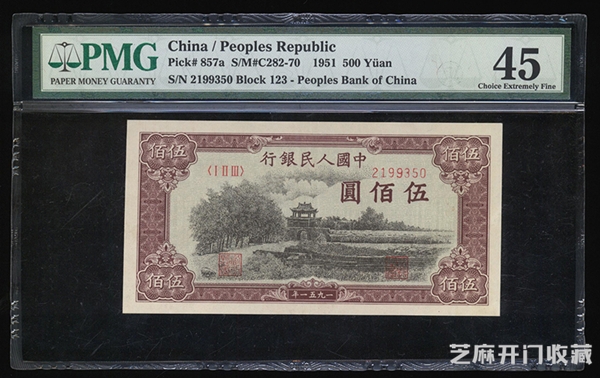 PMG
PAPER MONEY GUARANTY
China / Peoples Republic
Pick# 857a S/M#C282-70 1951 500 Yüan
S/N 2199350 Block 123 - Peoples Bank of China
45
Choice Extremely Fine
伍佰
行銀民人國中
伍佰
〈I II III〉
2199350
圓佰伍
佰伍
年一五九一
佰伍
芝麻开门收藏